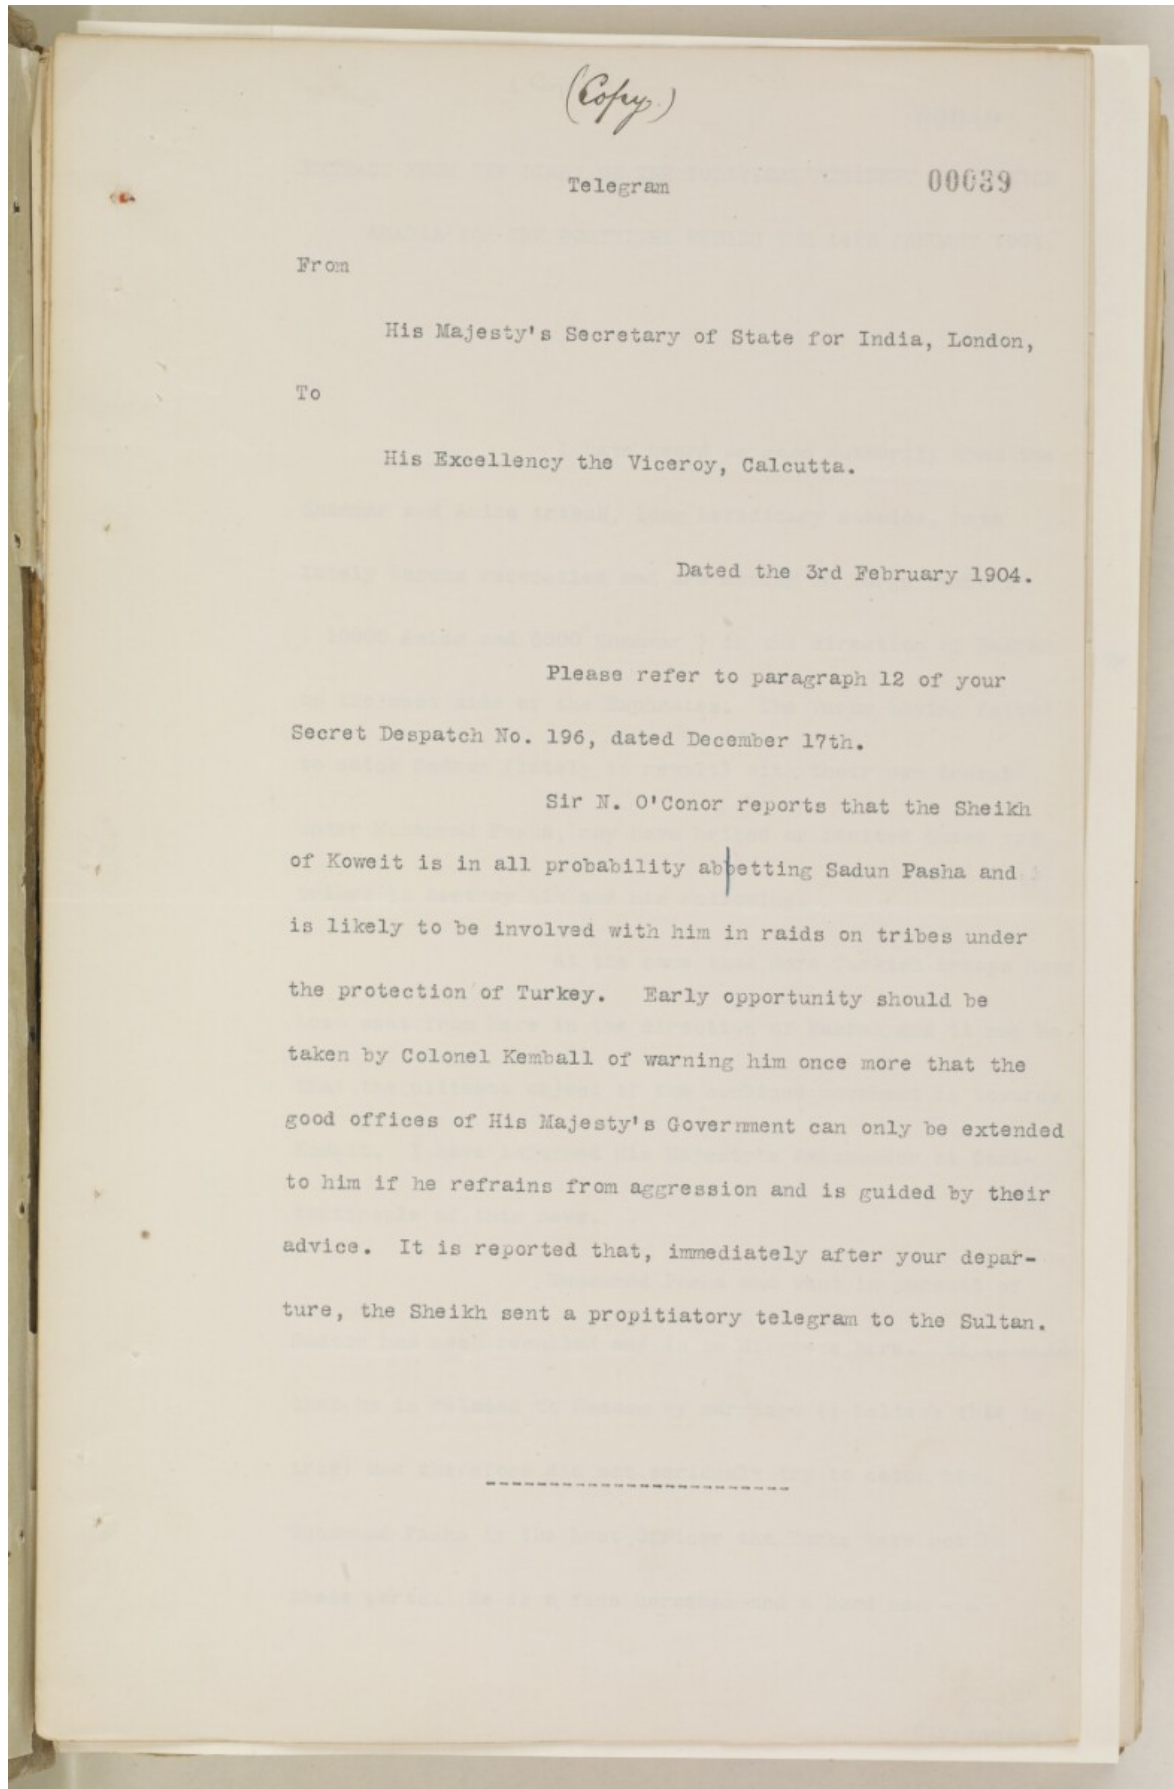 (Copy.)
Telegram
00039
From
His Majesty's Secretary of State for India, London,
To
His Excellency the Viceroy, Calcutta.
Dated the 3rd February 1904.
Please refer to paragraph 12 of your
Secret Despatch No. 196, dated December 17th.
Sir N. O'Conor reports that the Sheikh
of Koweit is in all probability abbetting Sadun Pasha and
is likely to be involved with him in raids on tribes under
the protection of Turkey. Early opportunity should be
taken by Colonel Kemball of warning him once more that the
good offices of His Majesty's Government can only be extended
to him if he refrains from aggression and is guided by their
advice. It is reported that, immediately after your depar-
ture, the Sheikh sent a propitiatory telegram to the Sultan.